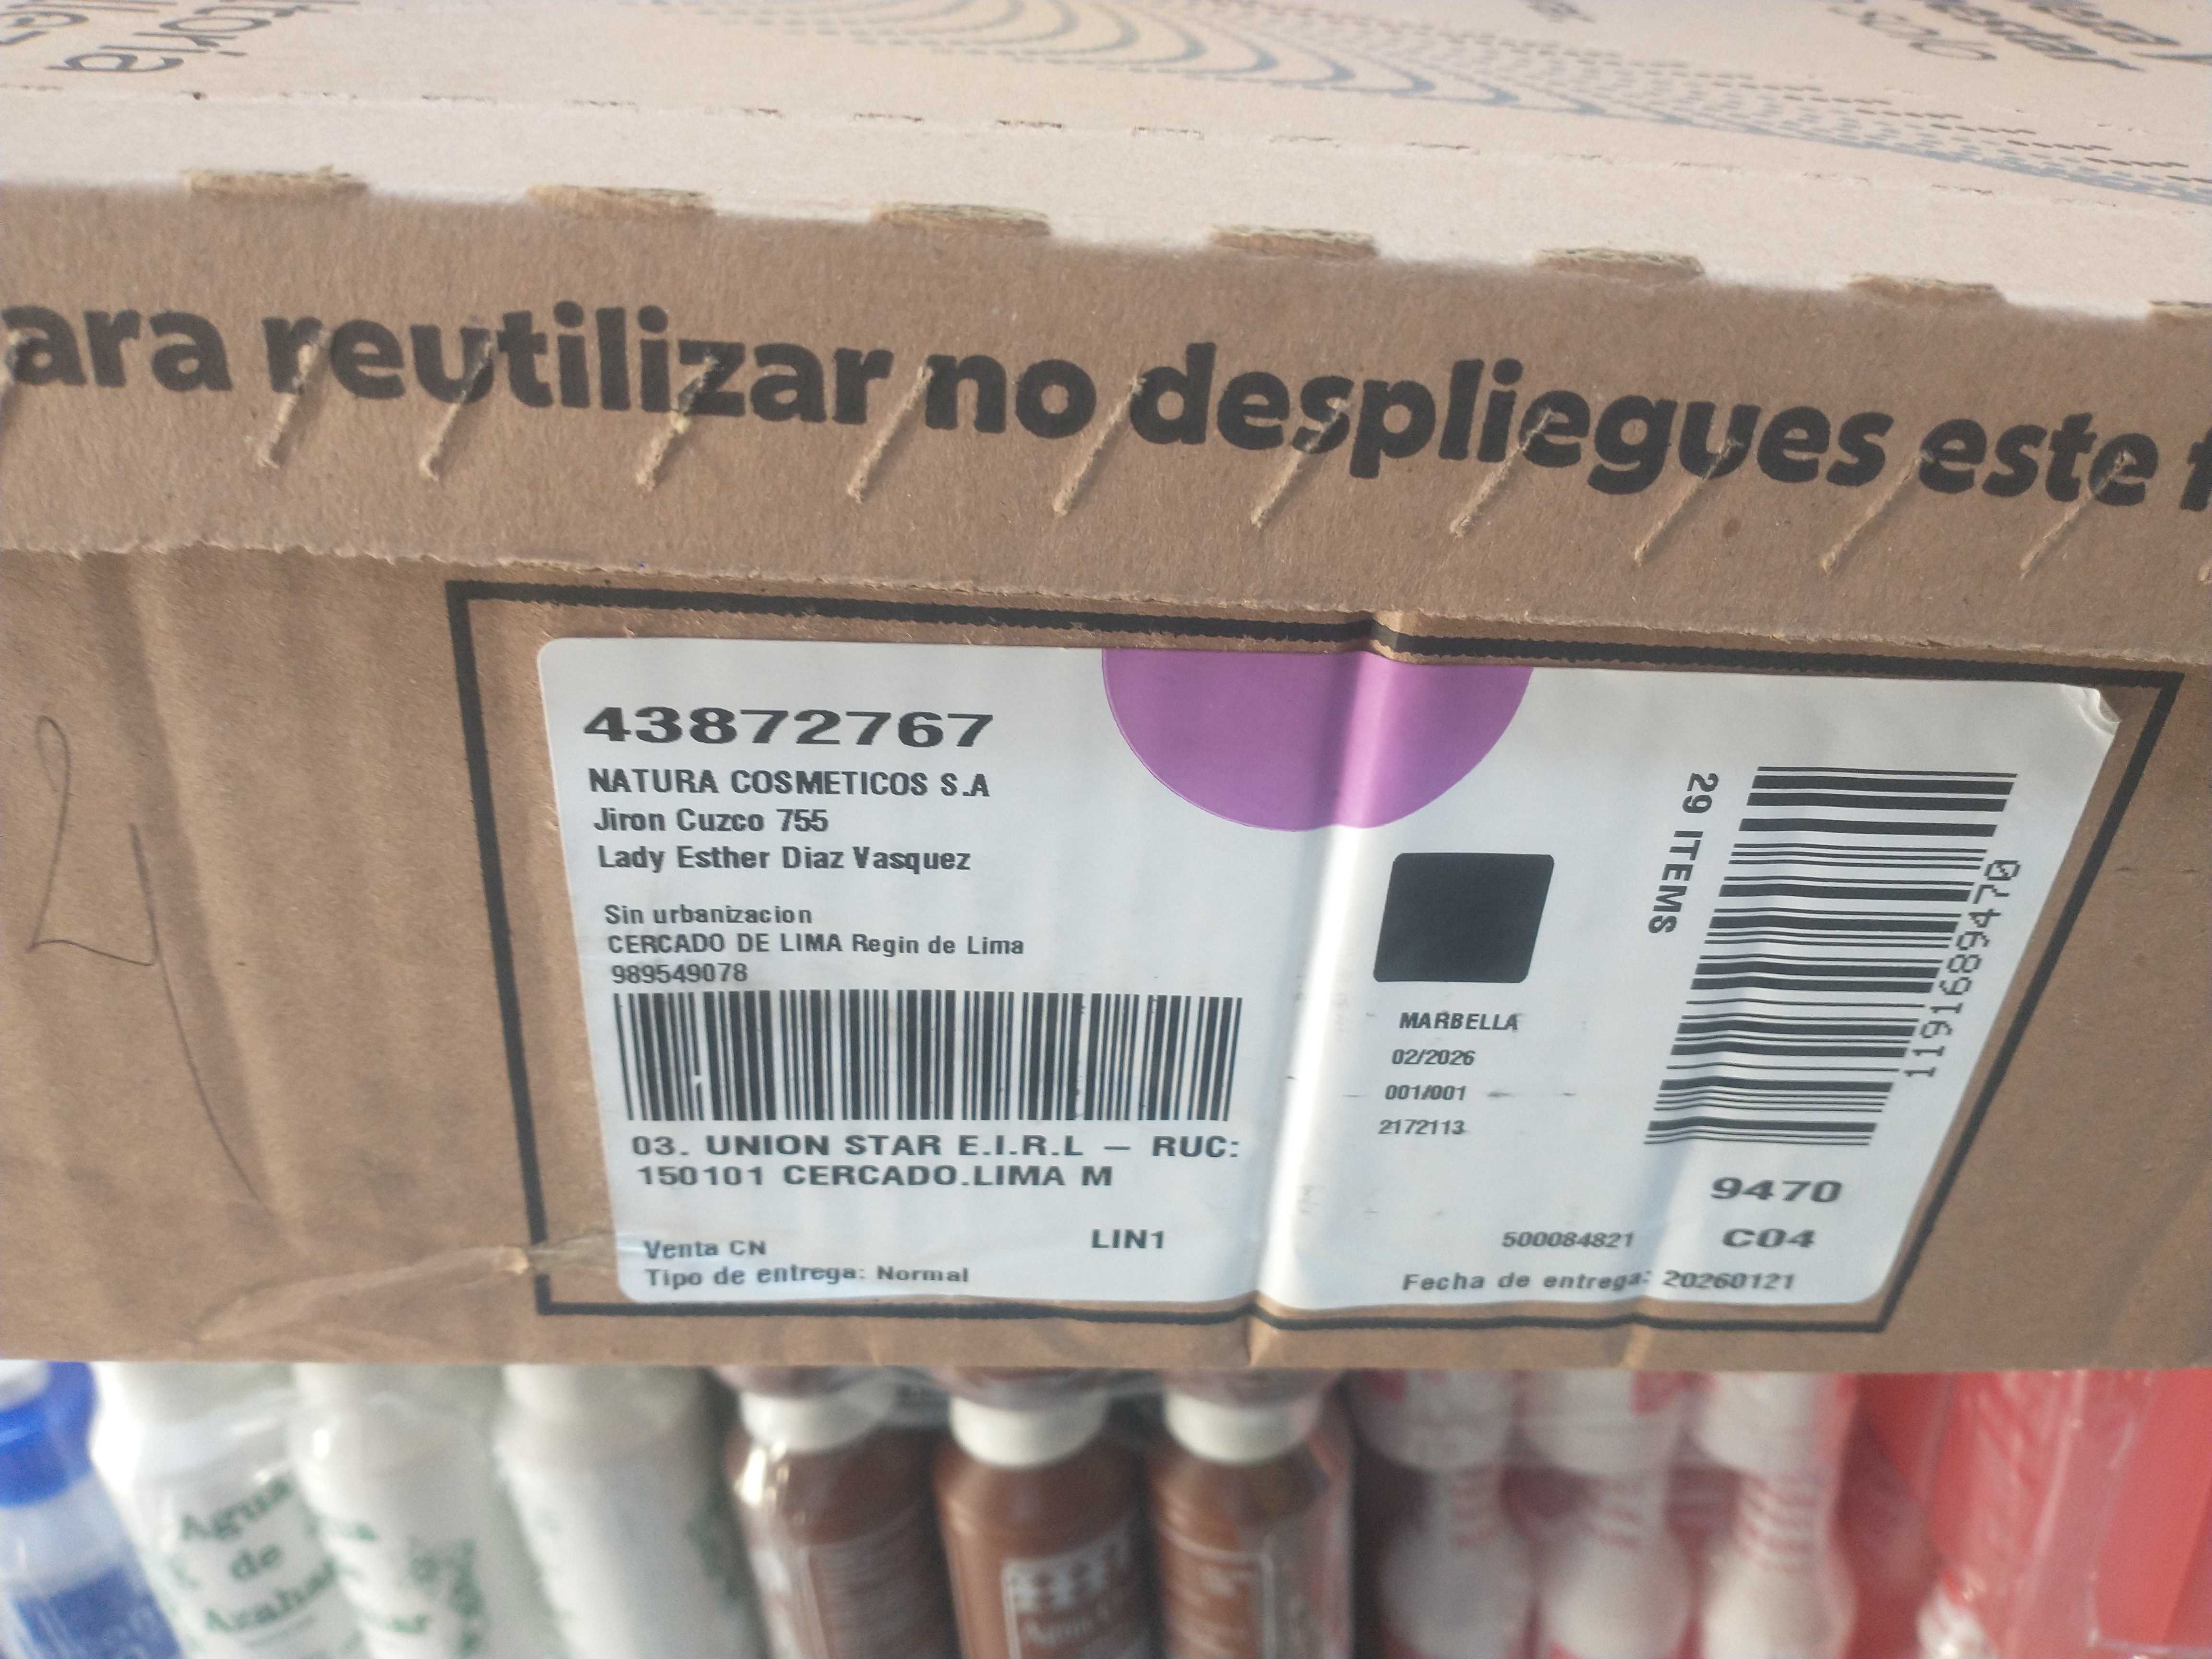 reutilizar no despliegues este
43872767
NATURA COSMETICOS S.A
Jiron Cuzco 755
Lady Esther Diaz Vasquez
Sin urbanizacion
CERCADO DE LIMA Regin de Lima
989549078
03. UNION STAR E.I.R.L — RUC:
150101 CERCADO.LIMA M
Venta CN
LIN1
Tipo de entrega: Normal
MARBELLA
02/2026
001/001
2172113
29 ITEMS
1191689470
9470
500084821
C04
Fecha de entrega: 20260121
Agua
de